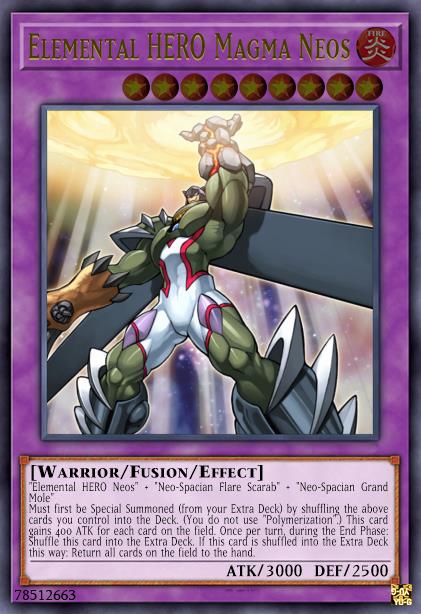 Elemental HERO Magma Neos
FIRE
炎
[Warrior/Fusion/Effect]
"Elemental HERO Neos" + "Neo-Spacian Flare Scarab" + "Neo-Spacian Grand
Mole"
Must first be Special Summoned (from your Extra Deck) by shuffling the above
cards you control into the Deck. (You do not use "Polymerization".) This card
gains 400 ATK for each card on the field. Once per turn, during the End Phase:
Shuffle this card into the Extra Deck. If this card is shuffled into the Extra Deck
this way: Return all cards on the field to the hand.
ATK/3000 DEF/2500
78512663